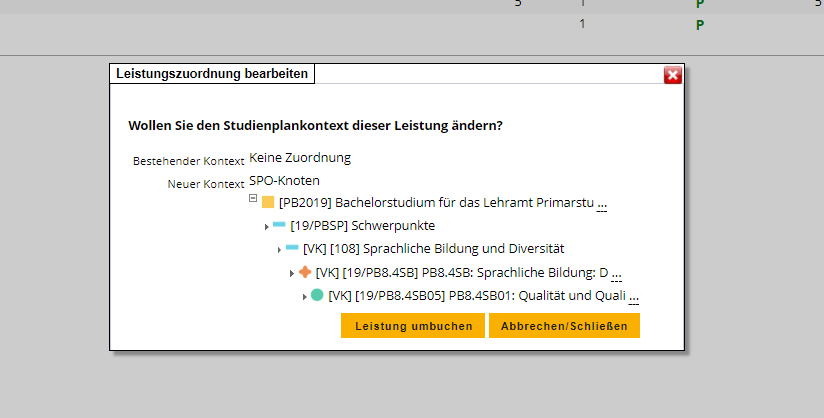 5 1 P 5
1 P
Leistungszuordnung bearbeiten
Wollen Sie den Studienplankontext dieser Leistung ändern?
Bestehender Kontext Keine Zuordnung
Neuer Kontext SPO-Knoten
[PB2019] Bachelorstudium für das Lehramt Primarstu ...
[19/PBSP] Schwerpunkte
[VK] [108] Sprachliche Bildung und Diversität
[VK] [19/PB8.4SB] PB8.4SB: Sprachliche Bildung: D ...
[VK] [19/PB8.4SB05] PB8.4SB01: Qualität und Quali ...
Leistung umbuchen Abbrechen/Schließen